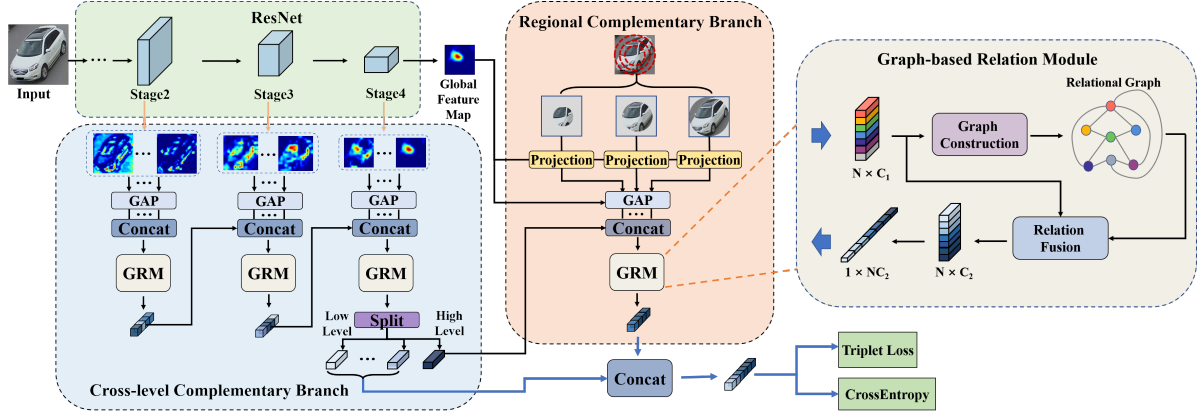 ResNet
Input
Stage2
Stage3
Stage4
Global
Feature
Map
GAP
GAP
GAP
Concat
Concat
Concat
GRM
GRM
GRM
Split
Low
Level
High
Level
Cross-level Complementary Branch
Regional Complementary Branch
Projection
Projection
Projection
GAP
Concat
GRM
Concat
Triplet Loss
CrossEntropy
Graph-based Relation Module
Relational Graph
Graph
Construction
N × C₁
Relation
Fusion
N × C₂
1 × NC₂